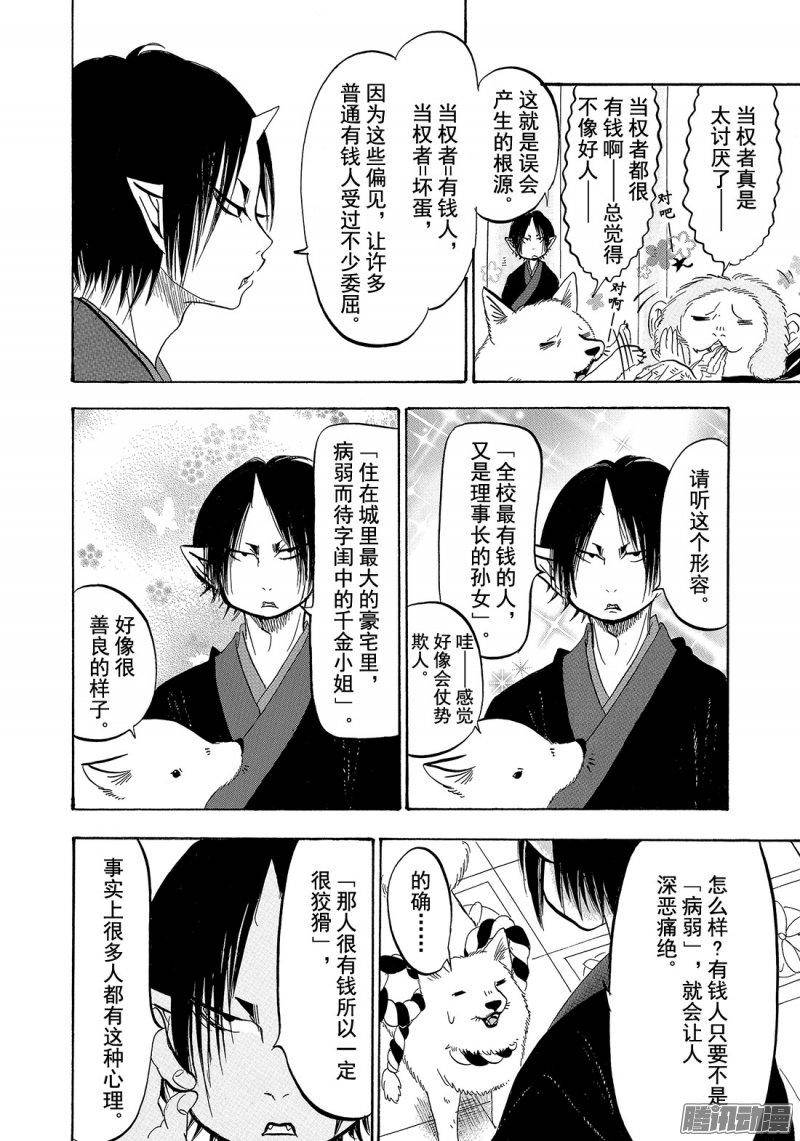 当权者真是
太讨厌了——
对吧
当权者都很
有钱啊——总觉得
不像好人——
对啊
这就是误会
产生的根源。
当权者=有钱人，
当权者=坏蛋，
因为这些偏见，让许多
普通有钱人受过不少委屈。
请听这个形容。
「全校最有钱的人，
又是理事长的孙女」。
哇——感觉
好像会仗势
欺人。
「住在城里最大的豪宅里，
病弱而待字闺中的千金小姐」。
好像很
善良的样子。
怎么样？有钱人只要不是
「病弱」，就会让人
深恶痛绝。
的确……
「那人很有钱所以一定
很狡猾」，
事实上很多人都有这种心理。
腾讯动漫